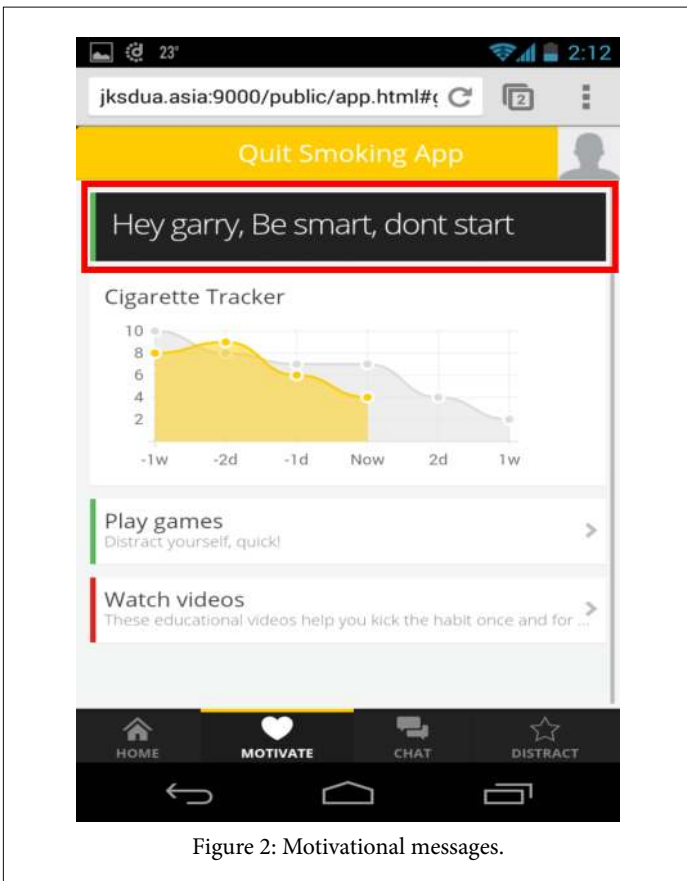 23°
2:12
jksdua.asia:9000/public/app.html#g
2
Quit Smoking App
Hey garry, Be smart, dont start
Cigarette Tracker
10
8
6
4
2
-1w -2d -1d Now 2d 1w
Play games
Distract yourself, quick!
Watch videos
These educational videos help you kick the habit once and for ...
HOME MOTIVATE CHAT DISTRACT
Figure 2: Motivational messages.